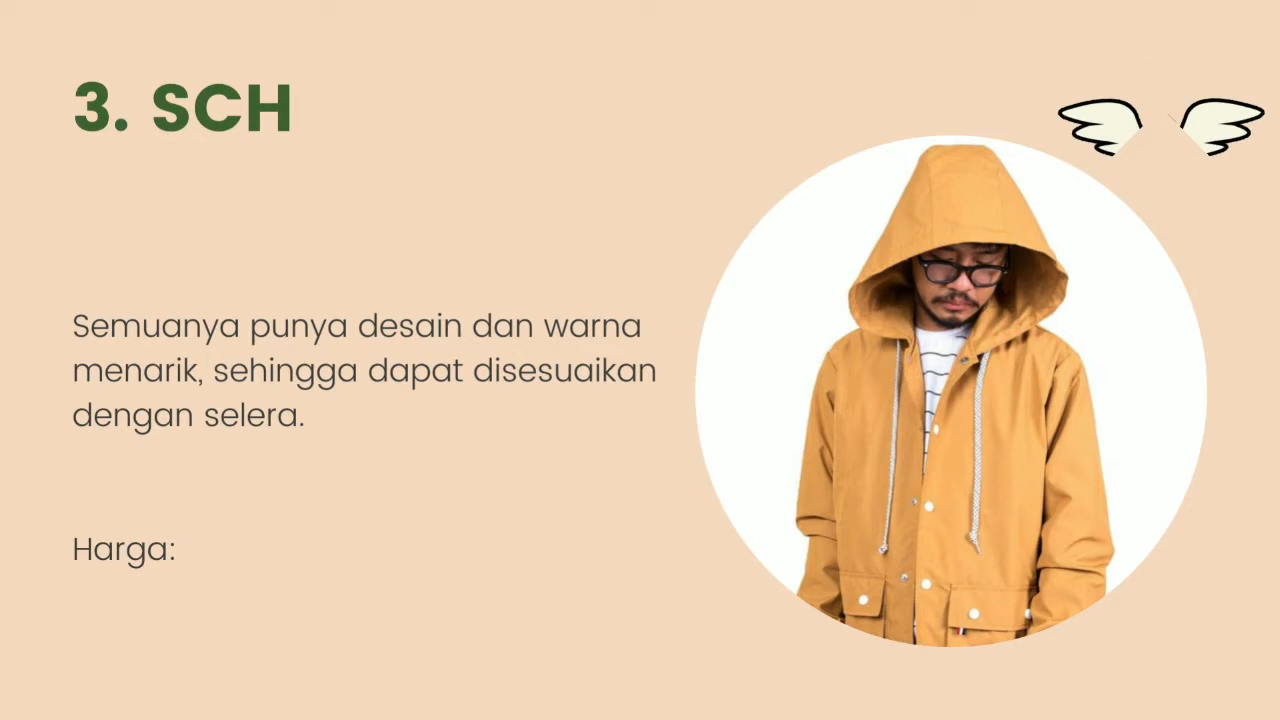 3. SCH
Semuanya punya desain dan warna
menarik, sehingga dapat disesuaikan
dengan selera.
Harga: